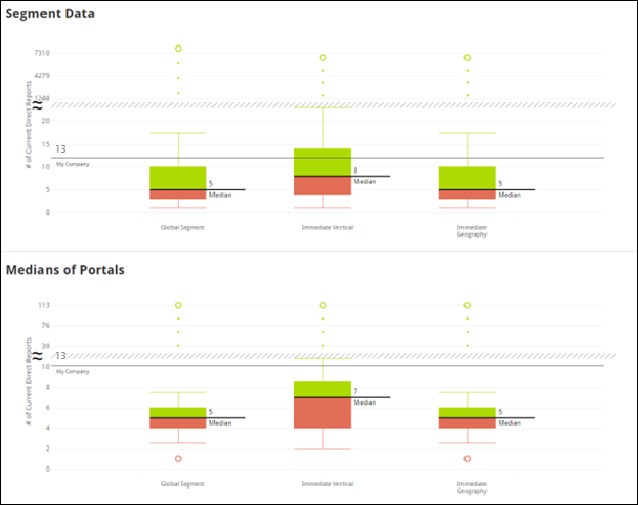 Segment Data
# of Current Direct Reports
7310
4279
1248
≈
20
15
13
My Company
10
5
0
5
Median
8
Median
5
Median
Global Segment
Immediate Vertical
Immediate
Geography
Medians of Portals
# of Current Direct Reports
113
76
39
≈
13
10
My Company
8
6
4
2
0
5
Median
7
Median
5
Median
Global Segment
Immediate Vertical
Immediate
Geography